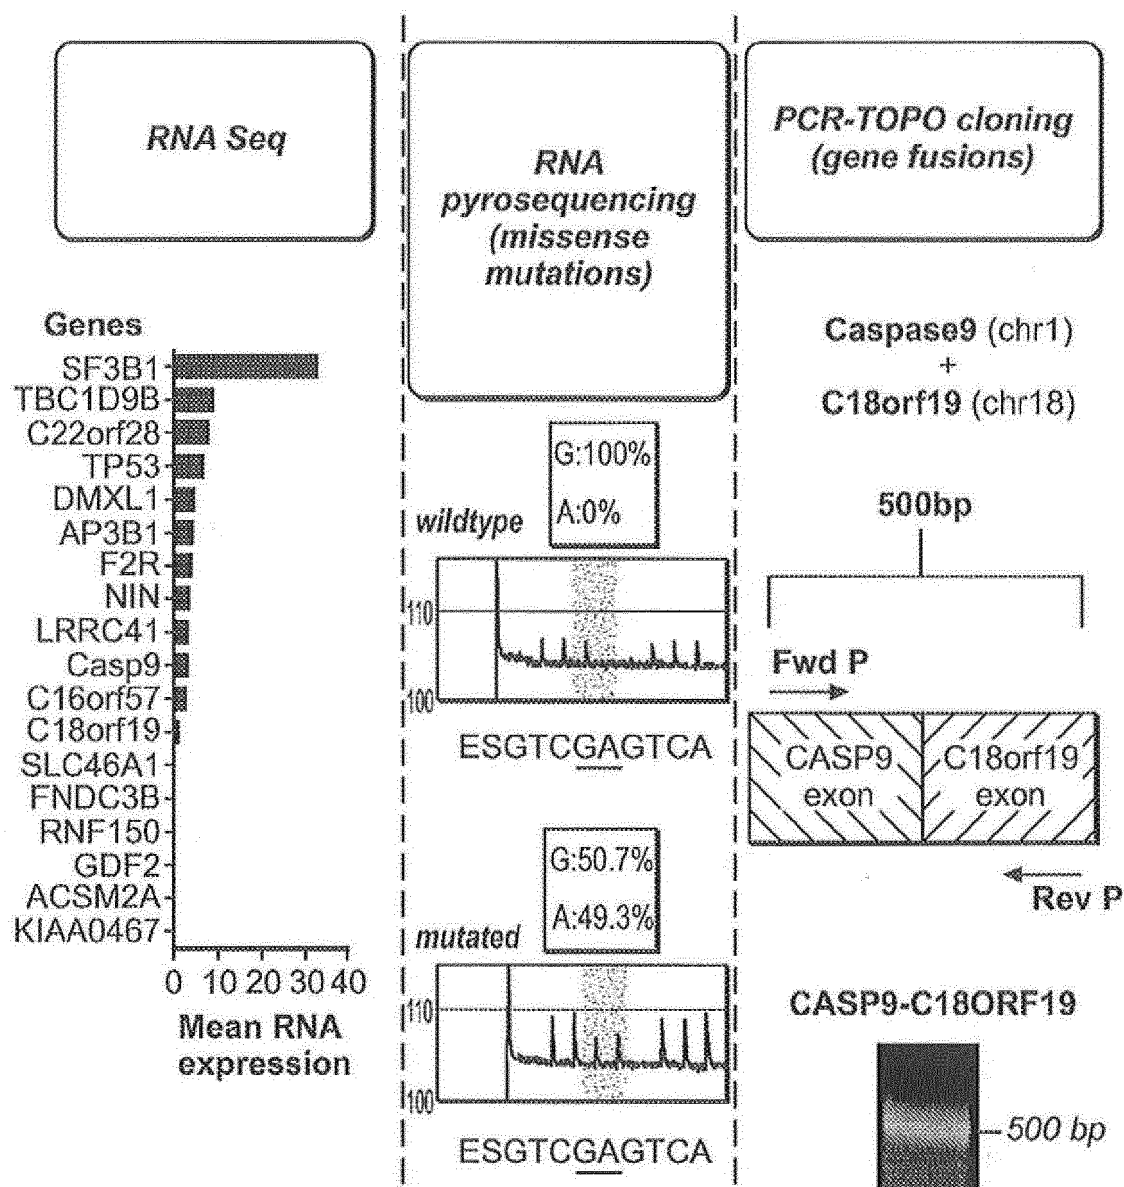 RNA Seq
Genes
SF3B1
TBC1D9B
C22orf28
TP53
DMXL1
AP3B1
F2R
NIN
LRRC41
Casp9
C16orf57
C18orf19
SLC46A1
FNDC3B
RNF150
GDF2
ACSM2A
KIAA0467
0 10 20 30 40
Mean RNA
expression
RNA
pyrosequencing
(missense
mutations)
G:100%
A:0%
wildtype
110
100
ESGTCGAGTCA
G:50.7%
A:49.3%
mutated
110
100
ESGTCGAGTCA
PCR-TOPO cloning
(gene fusions)
Caspase9 (chr1)
+
C18orf19 (chr18)
500bp
Fwd P
CASP9
exon
C18orf19
exon
Rev P
CASP9-C18ORF19
500 bp